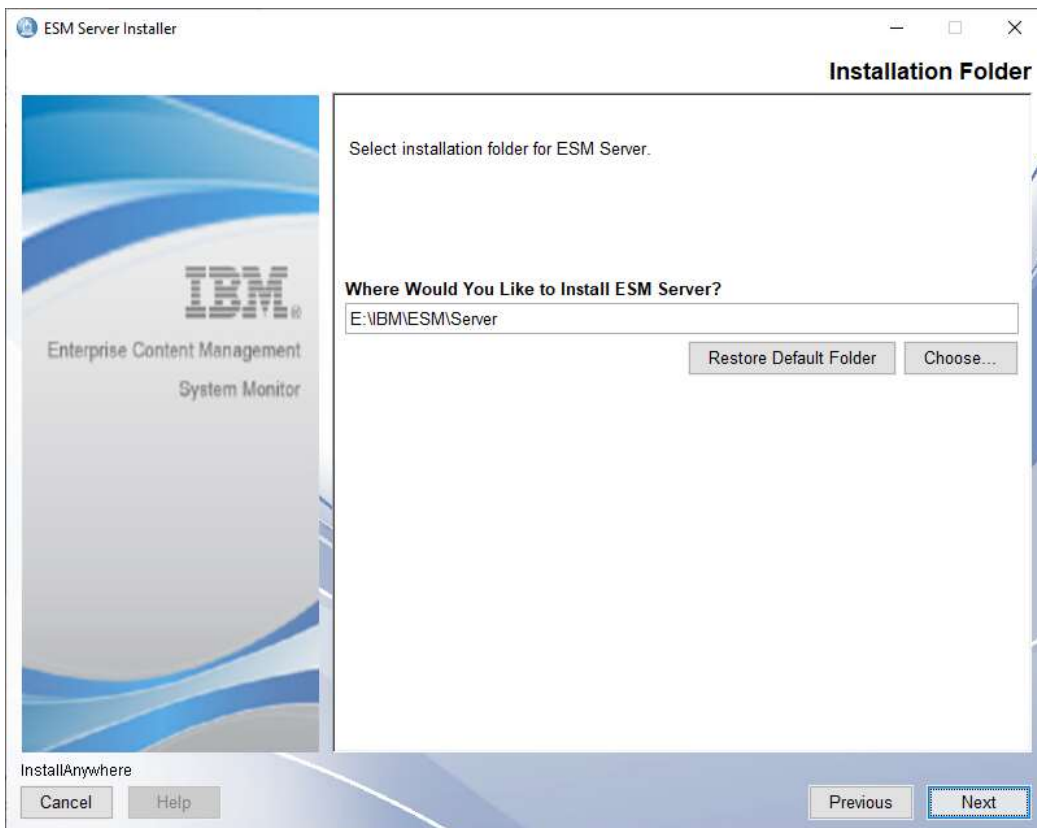 ESM Server Installer
Installation Folder
Select installation folder for ESM Server.
IBM®
Enterprise Content Management
System Monitor
Where Would You Like to Install ESM Server?
E:\IBM\ESM\Server
Restore Default Folder Choose...
InstallAnywhere
Cancel Help Previous Next